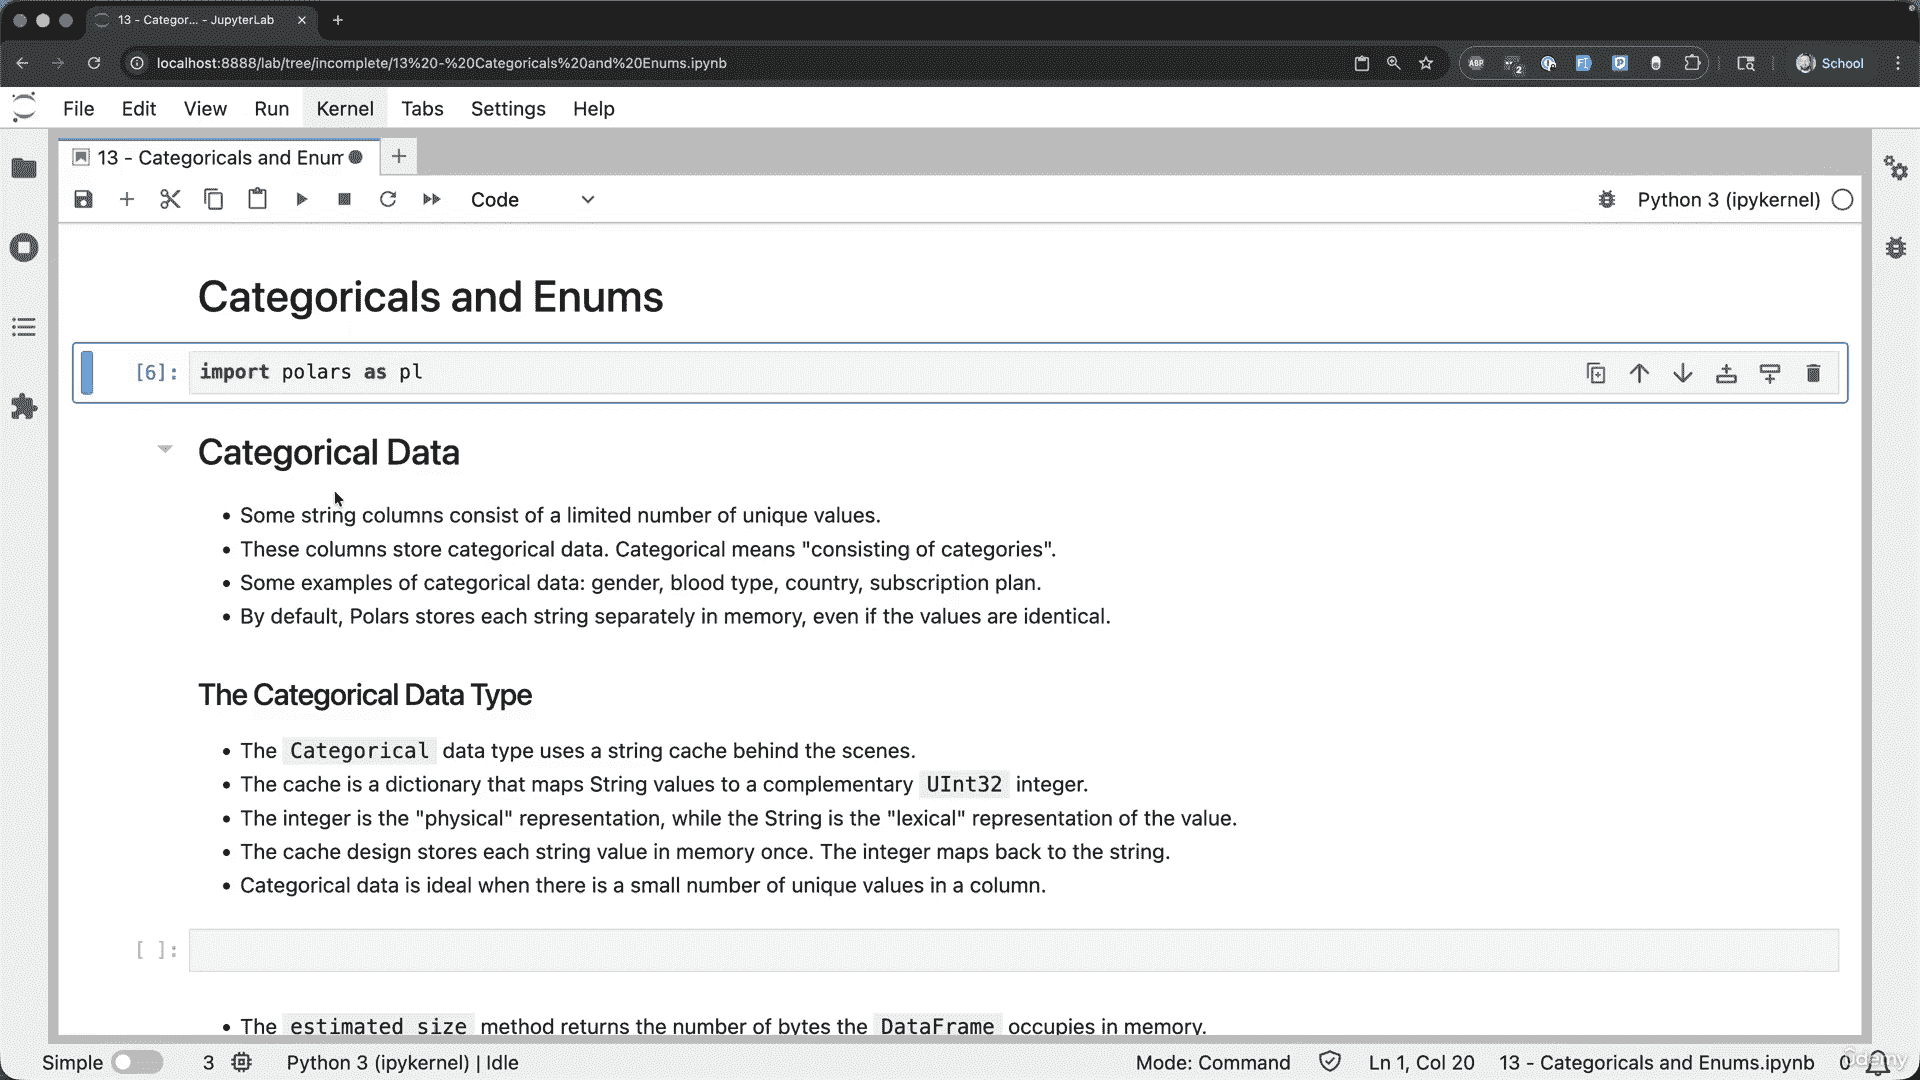 13 - Categor... - JupyterLab
localhost:8888/lab/tree/incomplete/13%20-%20Categoricals%20and%20Enums.ipynb
ABP
2
School
File Edit View Run Kernel Tabs Settings Help
13 - Categoricals and Enum
Code
Python 3 (ipykernel)
Categoricals and Enums
[6]: import polars as pl
Categorical Data
• Some string columns consist of a limited number of unique values.
• These columns store categorical data. Categorical means "consisting of categories".
• Some examples of categorical data: gender, blood type, country, subscription plan.
• By default, Polars stores each string separately in memory, even if the values are identical.
The Categorical Data Type
• The Categorical data type uses a string cache behind the scenes.
• The cache is a dictionary that maps String values to a complementary UInt32 integer.
• The integer is the "physical" representation, while the String is the "lexical" representation of the value.
• The cache design stores each string value in memory once. The integer maps back to the string.
• Categorical data is ideal when there is a small number of unique values in a column.
[ ]:
• The estimated_size method returns the number of bytes the DataFrame occupies in memory.
Simple 3 Python 3 (ipykernel) | Idle Mode: Command Ln 1, Col 20 13 - Categoricals and Enums.ipynb 0
Udemy